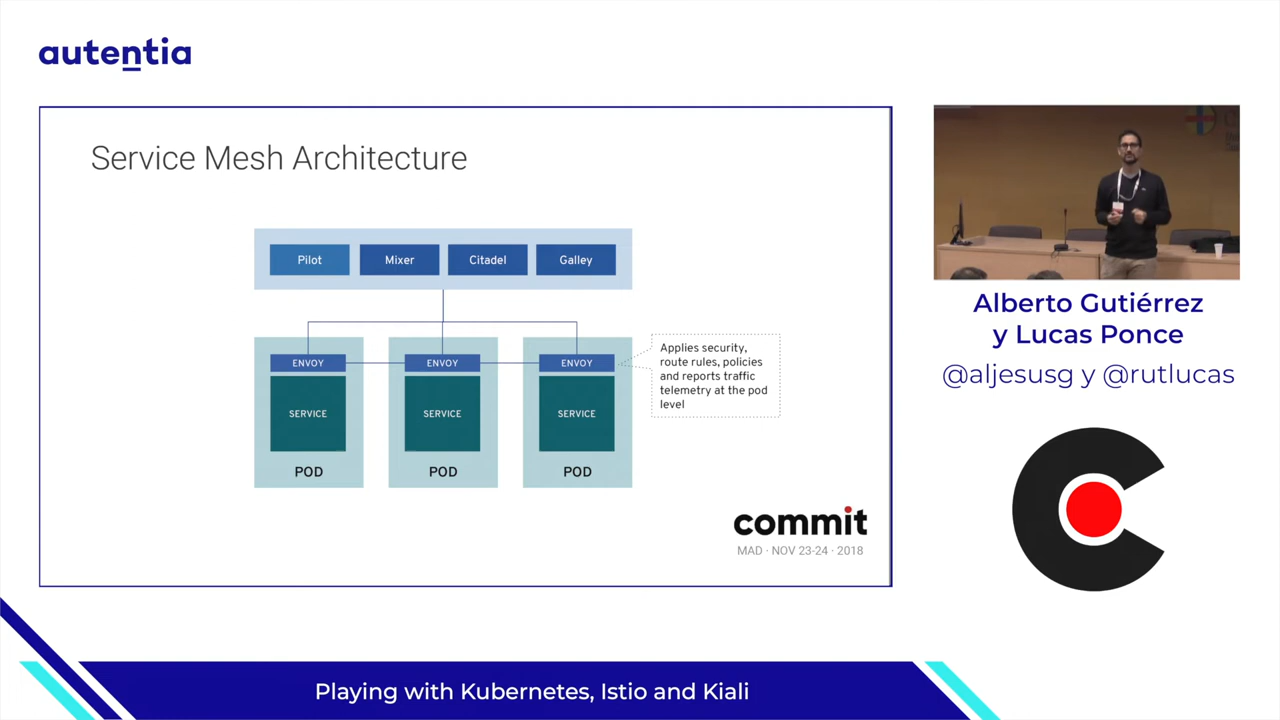 autentia
Service Mesh Architecture
Pilot
Mixer
Citadel
Galley
ENVOY
ENVOY
ENVOY
SERVICE
SERVICE
SERVICE
POD
POD
POD
Applies security,
route rules, policies
and reports traffic
telemetry at the pod
level
commit
MAD · NOV 23-24 · 2018
Alberto Gutiérrez
y Lucas Ponce
@aljesusg y @rutlucas
Playing with Kubernetes, Istio and Kiali